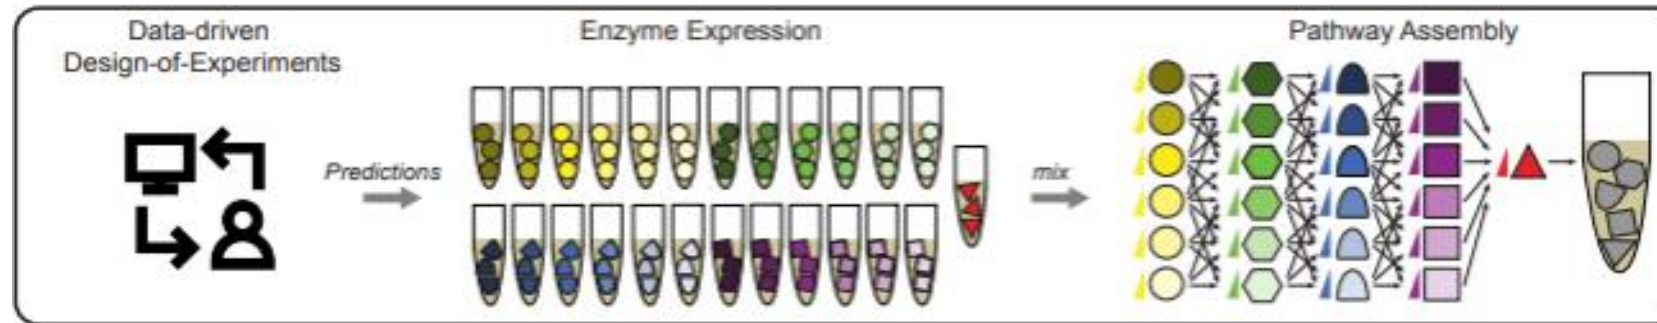 Data-driven
Design-of-Experiments
Predictions
Enzyme Expression
mix
Pathway Assembly